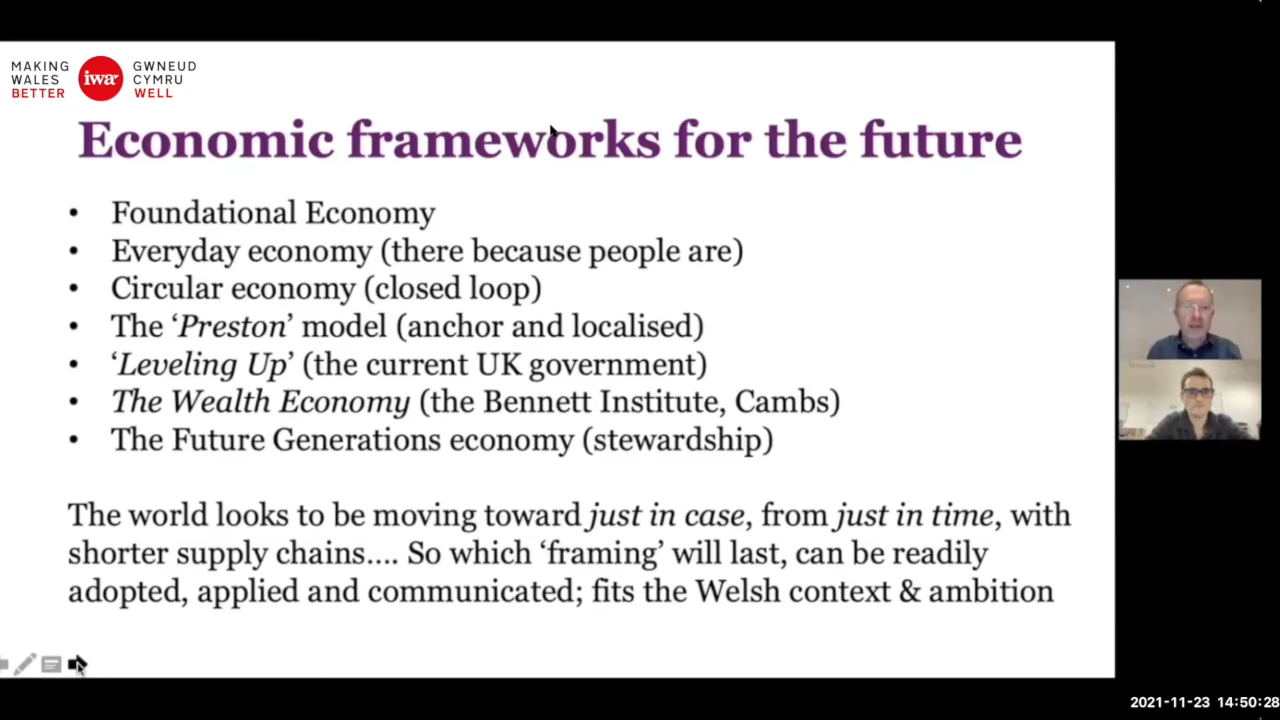 MAKING
WALES
BETTER
iwa
GWNEUD
CYMRU
WELL
Economic frameworks for the future
• Foundational Economy
• Everyday economy (there because people are)
• Circular economy (closed loop)
• The ‘Preston’ model (anchor and localised)
• ‘Leveling Up’ (the current UK government)
• The Wealth Economy (the Bennett Institute, Cambs)
• The Future Generations economy (stewardship)
The world looks to be moving toward just in case, from just in time, with
shorter supply chains.... So which ‘framing’ will last, can be readily
adopted, applied and communicated; fits the Welsh context & ambition
2021-11-23 14:50:28